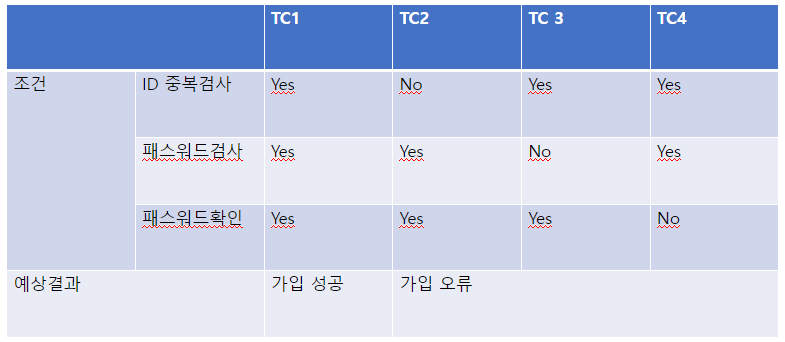 TC1 TC2 TC 3 TC4
조건 ID 중복검사 Yes No Yes Yes
패스워드검사 Yes Yes No Yes
패스워드확인 Yes Yes Yes No
예상결과 가입 성공 가입 오류